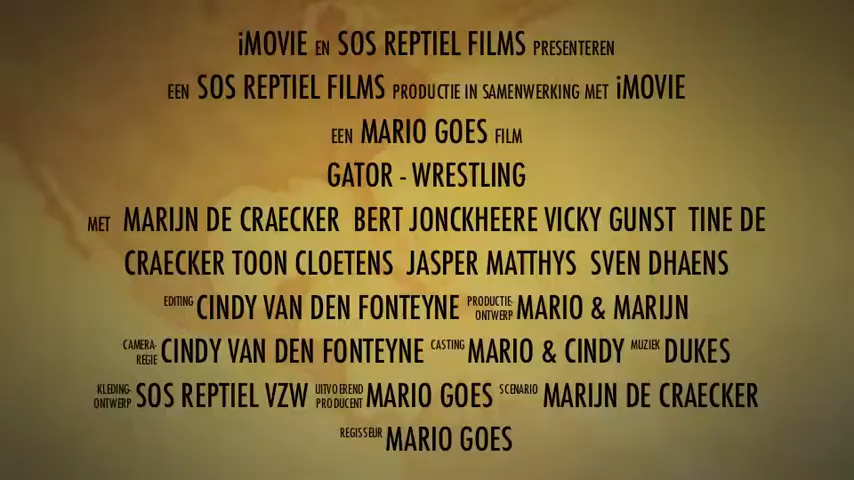 iMOVIE EN SOS REPTIEL FILMS PRESENTEREN
EEN SOS REPTIEL FILMS PRODUCTIE IN SAMENWERKING MET iMOVIE
EEN MARIO GOES FILM
GATOR - WRESTLING
MET MARIJN DE CRAECKER BERT JONCKHEERE VICKY GUNST TINE DE
CRAECKER TOON CLOETENS JASPER MATTHYS SVEN DHAENS
EDITING CINDY VAN DEN FONTEYNE PRODUCTIE-ONTWERP MARIO & MARIJN
CAMERA-REGIE CINDY VAN DEN FONTEYNE CASTING MARIO & CINDY MUZIEK DUKES
KLEDING-ONTWERP SOS REPTIEL VZW UITVOEREND PRODUCENT MARIO GOES SCENARIO MARIJN DE CRAECKER
REGISSEUR MARIO GOES